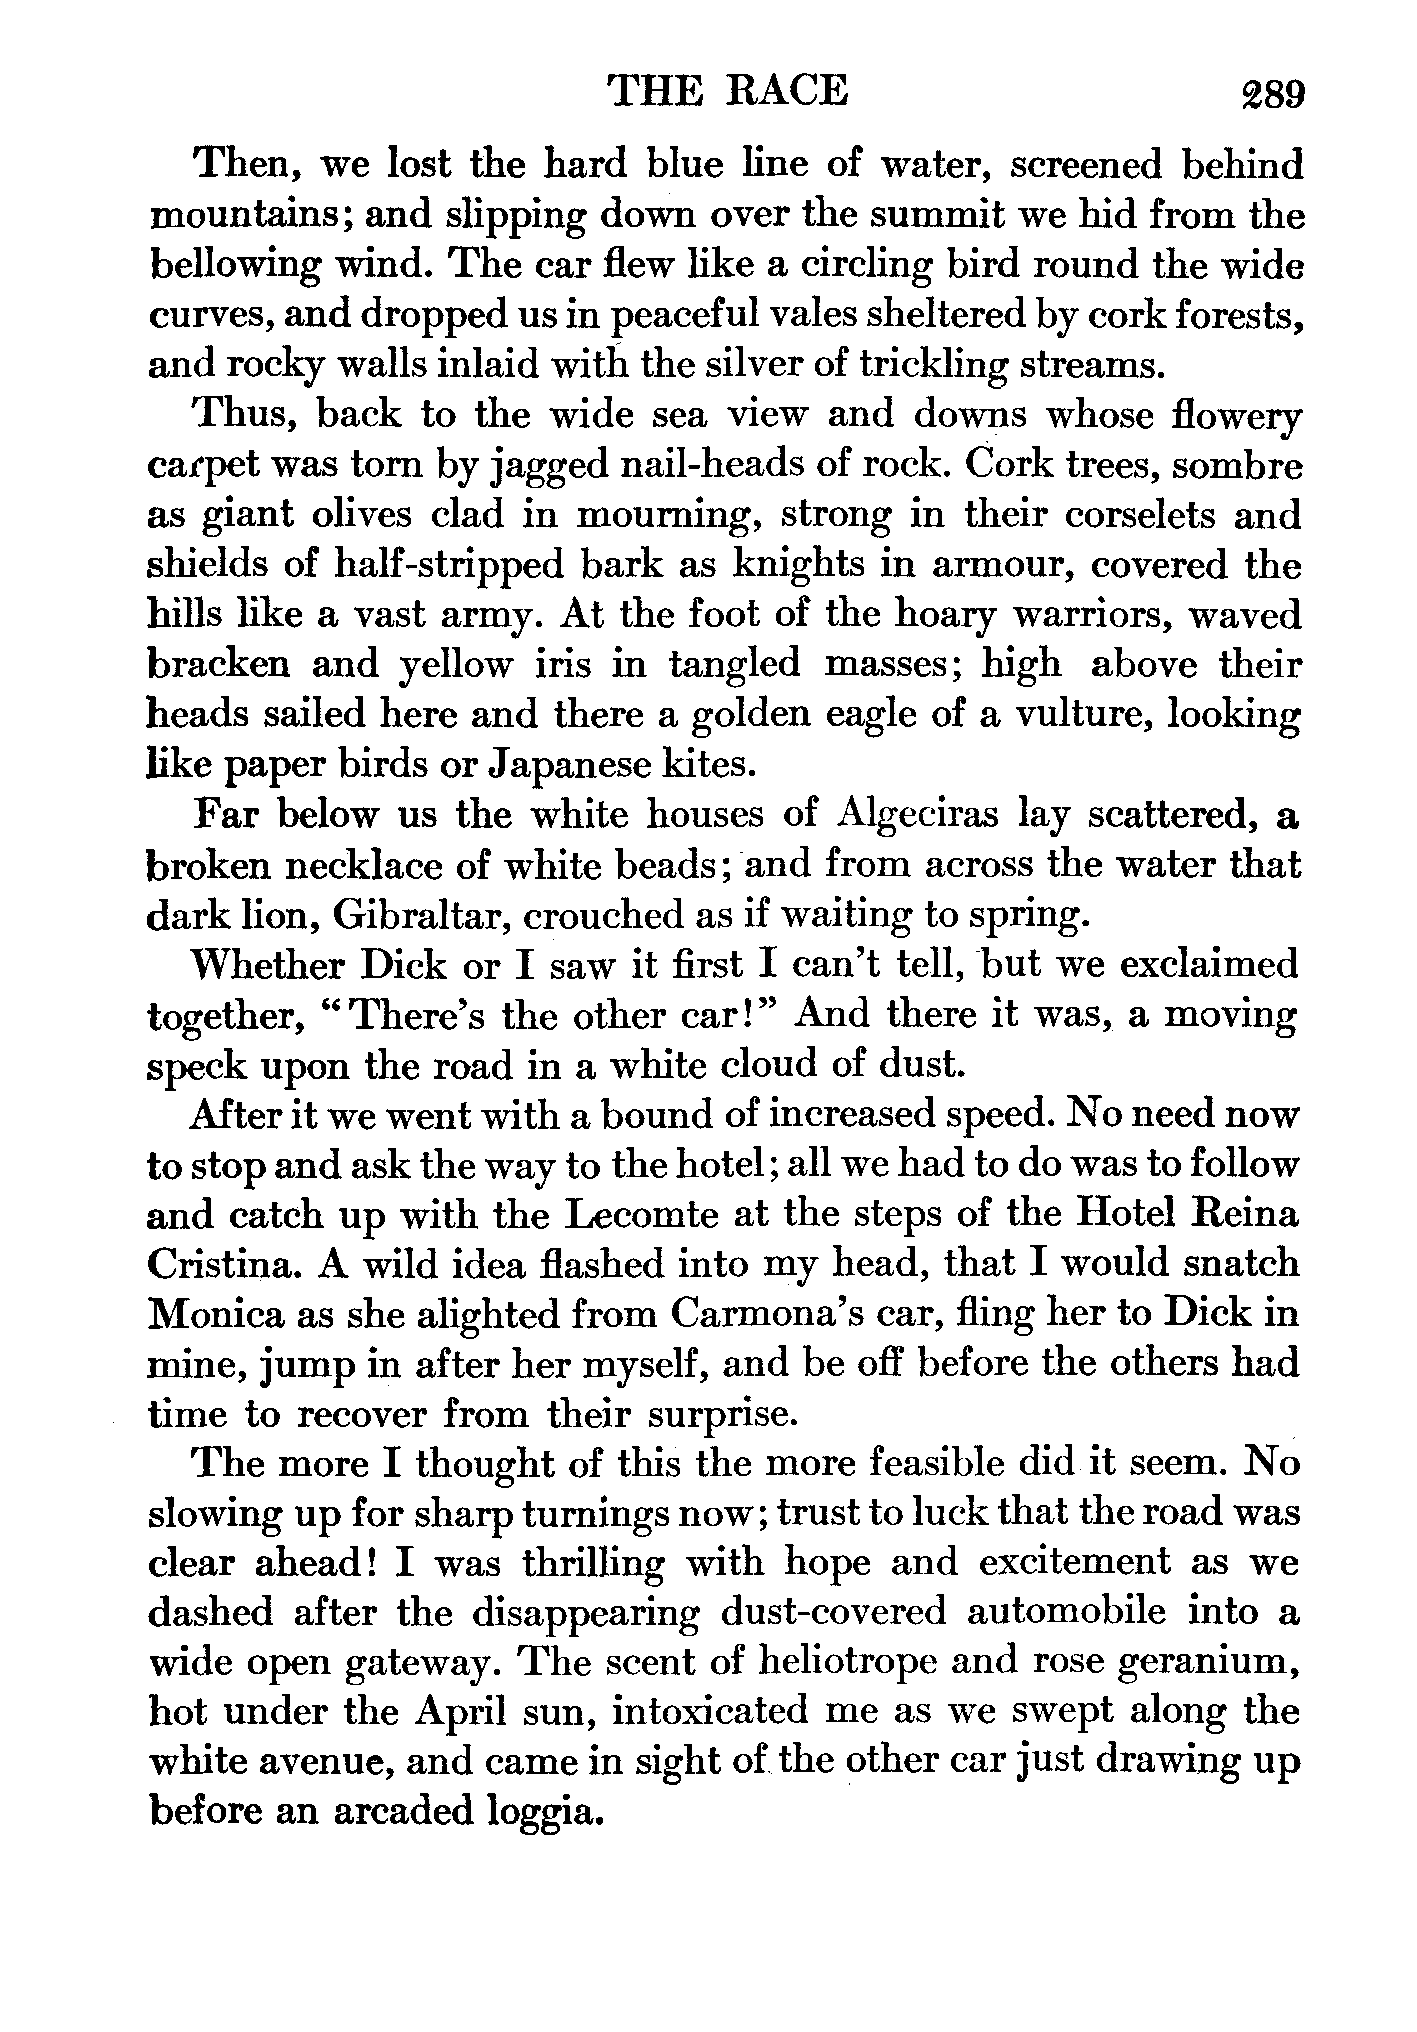 THE RACE 289
Then, we lost the hard blue line of water, screened behind
mountains; and slipping down over the summit we hid from the
bellowing wind. The car flew like a circling bird round the wide
curves, and dropped us in peaceful vales sheltered by cork forests,
and rocky walls inlaid with the silver of trickling streams.
Thus, back to the wide sea view and downs whose flowery
carpet was torn by jagged nail-heads of rock. Cork trees, sombre
as giant olives clad in mourning, strong in their corselets and
shields of half-stripped bark as knights in armour, covered the
hills like a vast army. At the foot of the hoary warriors, waved
bracken and yellow iris in tangled masses; high above their
heads sailed here and there a golden eagle of a vulture, looking
like paper birds or Japanese kites.
Far below us the white houses of Algeciras lay scattered, a
broken necklace of white beads; and from across the water that
dark lion, Gibraltar, crouched as if waiting to spring.
Whether Dick or I saw it first I can't tell, but we exclaimed
together, "There's the other car!" And there it was, a moving
speck upon the road in a white cloud of dust.
After it we went with a bound of increased speed. No need now
to stop and ask the way to the hotel; all we had to do was to follow
and catch up with the Lecomte at the steps of the Hotel Reina
Cristina. A wild idea flashed into my head, that I would snatch
Monica as she alighted from Carmona's car, fling her to Dick in
mine, jump in after her myself, and be off before the others had
time to recover from their surprise.
The more I thought of this the more feasible did it seem. No
slowing up for sharp turnings now; trust to luck that the road was
clear ahead! I was thrilling with hope and excitement as we
dashed after the disappearing dust-covered automobile into a
wide open gateway. The scent of heliotrope and rose geranium,
hot under the April sun, intoxicated me as we swept along the
white avenue, and came in sight of the other car just drawing up
before an arcaded loggia.